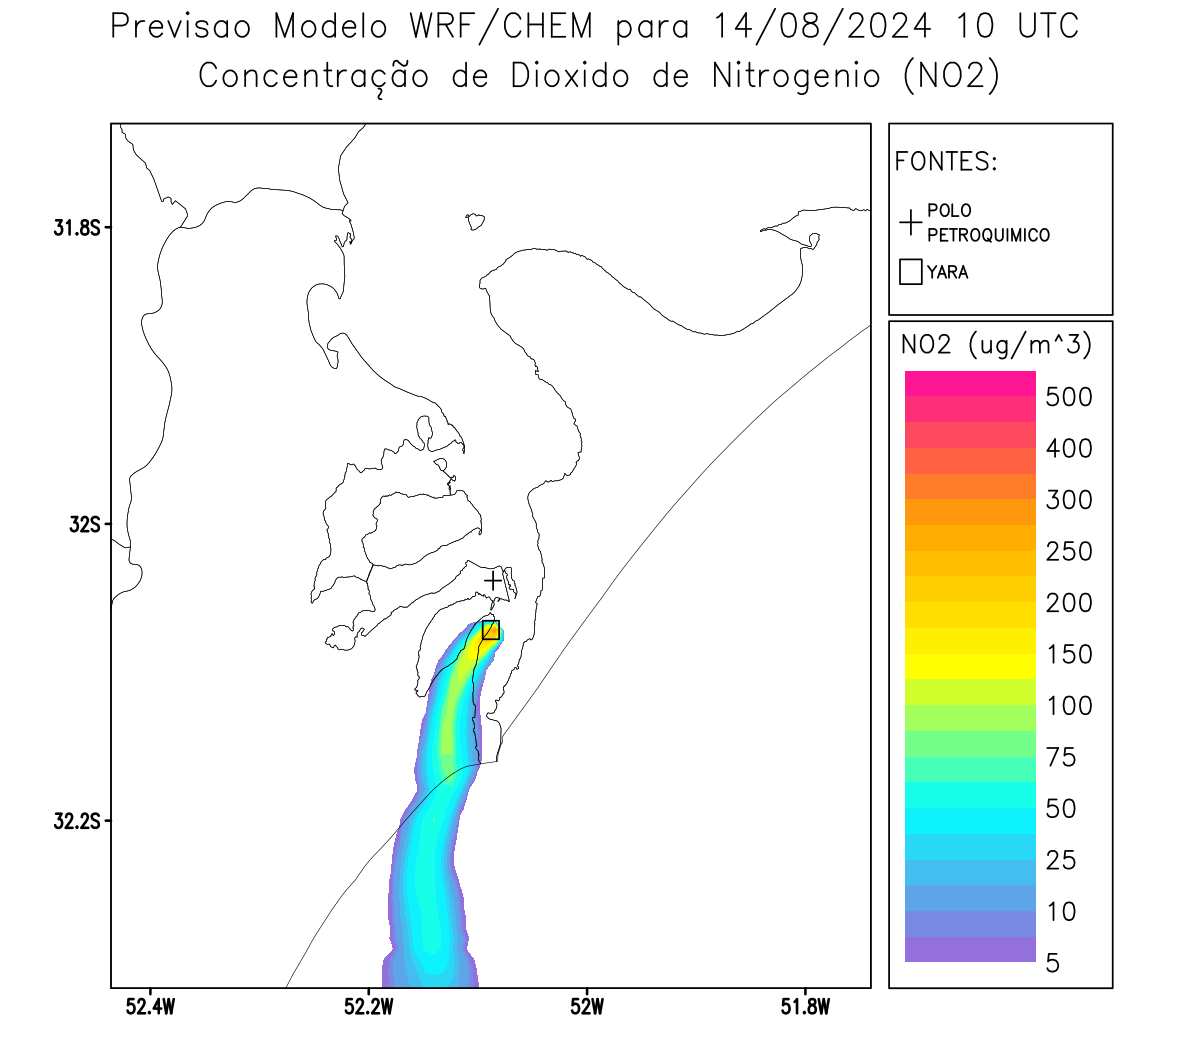 Previsao Modelo WRF/CHEM para 14/08/2024 10 UTC
Concentração de Dioxido de Nitrogenio (NO2)
FONTES:
POLO
PETROQUIMICO
YARA
NO2 (ug/m^3)
500
400
300
250
200
150
100
75
50
25
10
5
31.8S
32S
32.2S
52.4W
52.2W
52W
51.8W